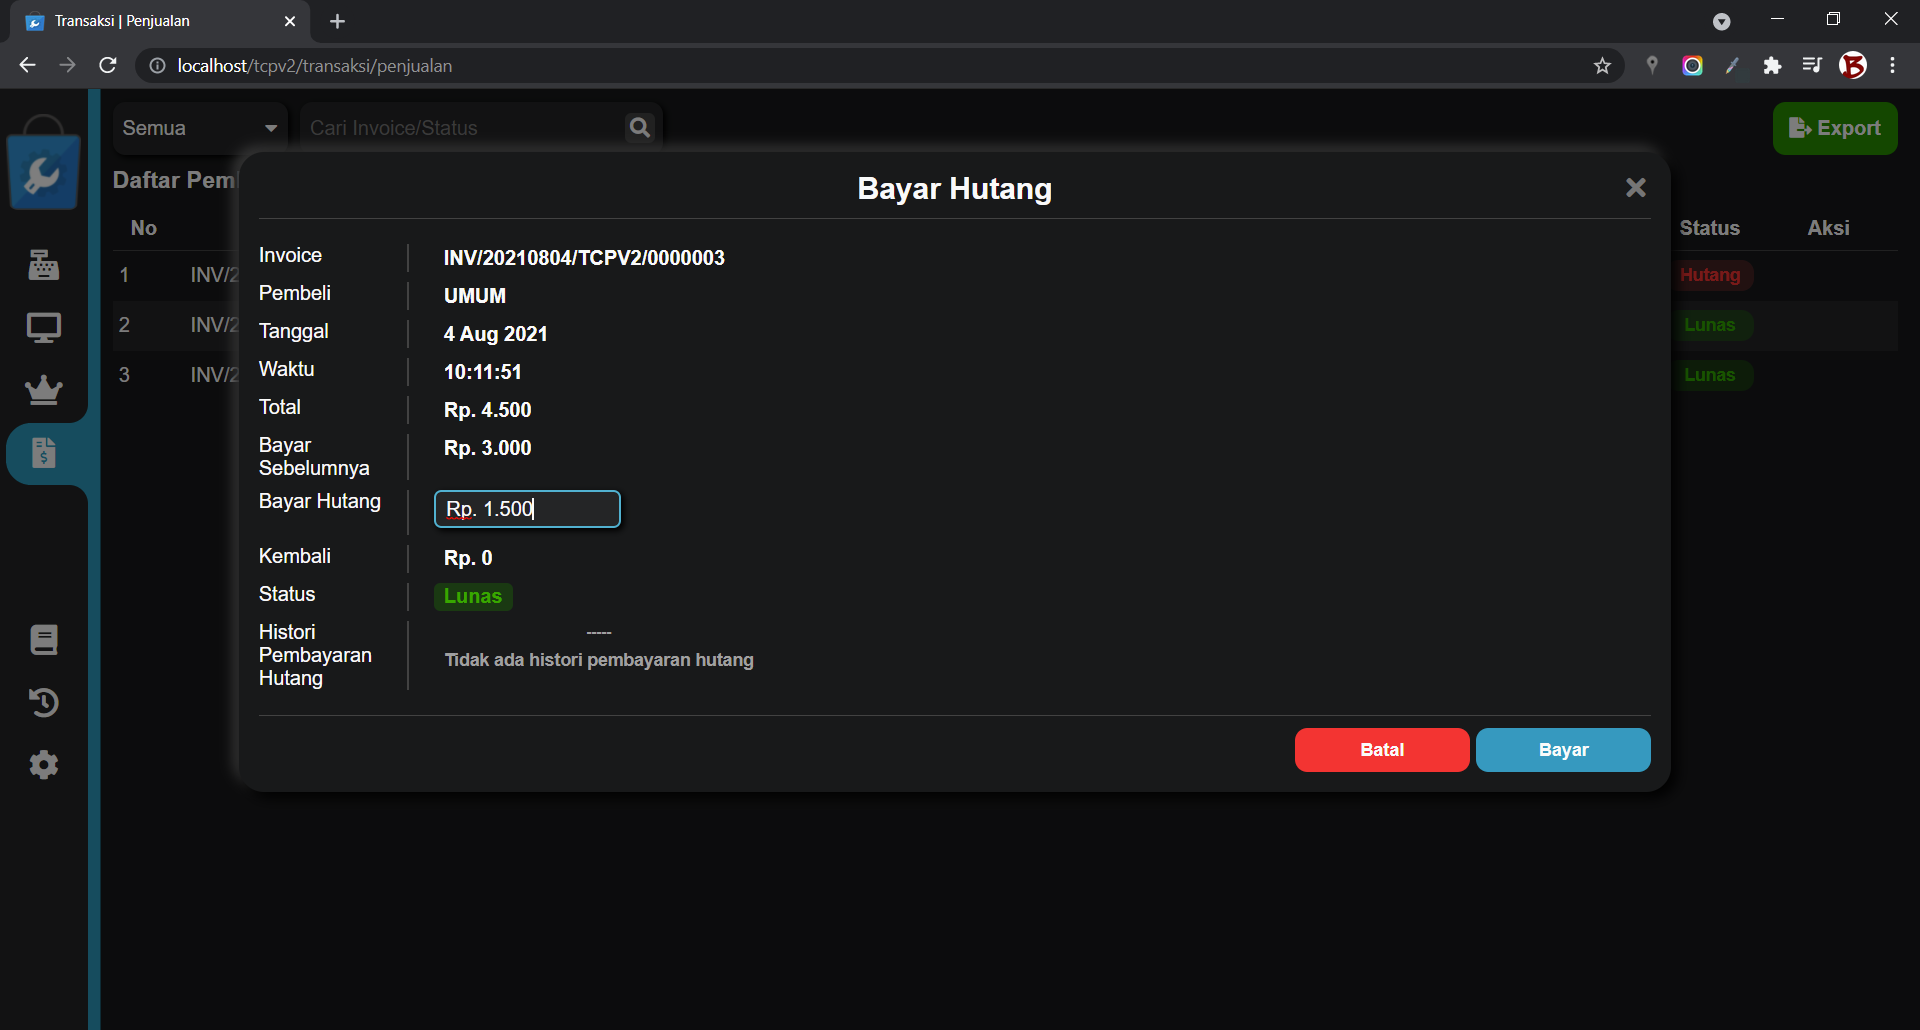 Transaksi | Penjualan
localhost/tcpv2/transaksi/penjualan
Semua
Cari Invoice/Status
Export
Daftar Pem
Bayar Hutang
No
Status
Aksi
Invoice
INV/20210804/TCPV2/0000003
1
INV/2
Hutang
Pembeli
UMUM
2
INV/2
Lunas
Tanggal
4 Aug 2021
3
INV/2
Lunas
Waktu
10:11:51
Total
Rp. 4.500
Bayar
Sebelumnya
Rp. 3.000
Bayar Hutang
Rp. 1.500
Kembali
Rp. 0
Status
Lunas
Histori
Pembayaran
Hutang
-----
Tidak ada histori pembayaran hutang
Batal
Bayar